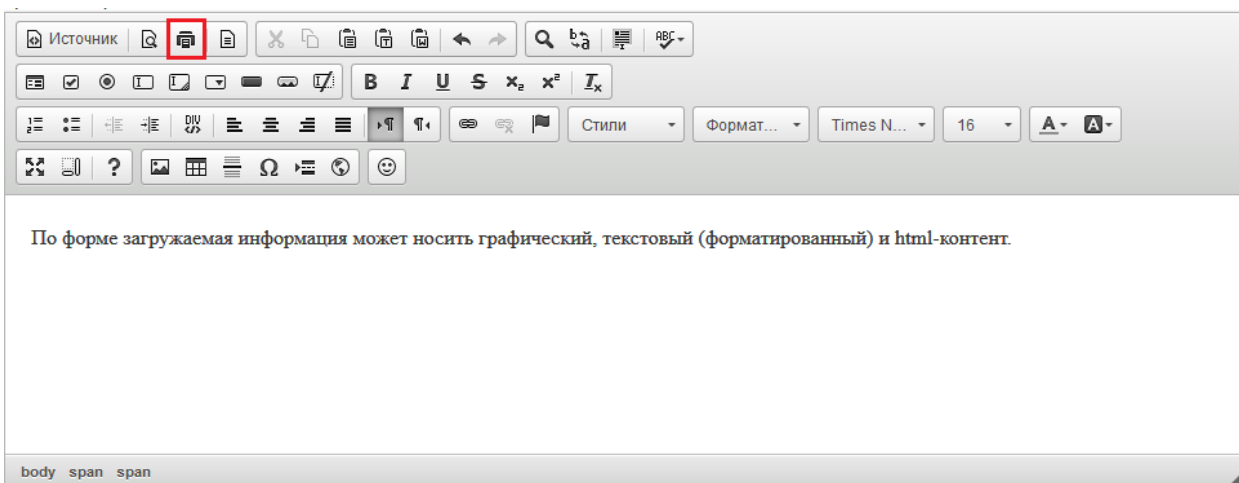 Источник ABC
B I U S x₂ x² Iₓ
DIV Стили Формат... Times N... 16 A A
? Ω
По форме загружаемая информация может носить графический, текстовый (форматированный) и html-контент.
body span span